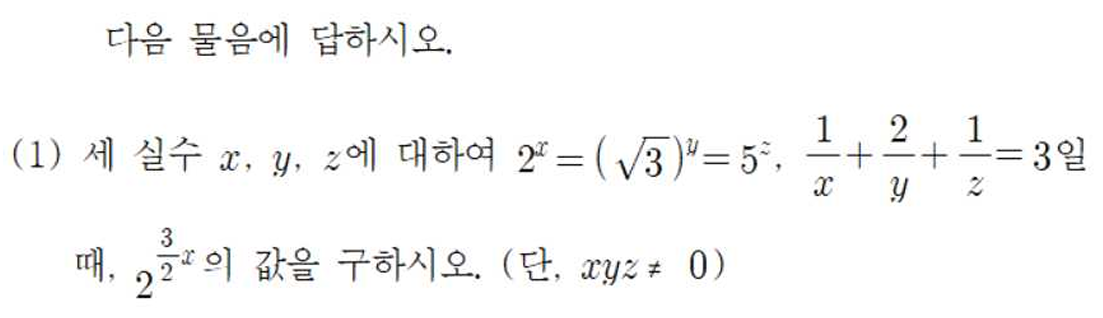 다음 물음에 답하시오.
(1) 세 실수 x, y, z에 대하여 2^x = (√3)^y = 5^z, 1/x + 2/y + 1/z = 3일
때, 2^(3/2 x)의 값을 구하시오. (단, xyz ≠ 0)